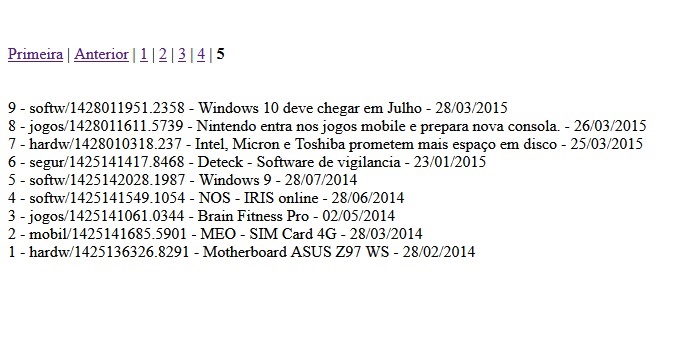 Primeira | Anterior | 1 | 2 | 3 | 4 | 5
9 - softw/1428011951.2358 - Windows 10 deve chegar em Julho - 28/03/2015
8 - jogos/1428011611.5739 - Nintendo entra nos jogos mobile e prepara nova consola. - 26/03/2015
7 - hardw/1428010318.237 - Intel, Micron e Toshiba prometem mais espaço em disco - 25/03/2015
6 - segur/1425141417.8468 - Deteck - Software de vigilancia - 23/01/2015
5 - softw/1425142028.1987 - Windows 9 - 28/07/2014
4 - softw/1425141549.1054 - NOS - IRIS online - 28/06/2014
3 - jogos/1425141061.0344 - Brain Fitness Pro - 02/05/2014
2 - mobil/1425141685.5901 - MEO - SIM Card 4G - 28/03/2014
1 - hardw/1425136326.8291 - Motherboard ASUS Z97 WS - 28/02/2014